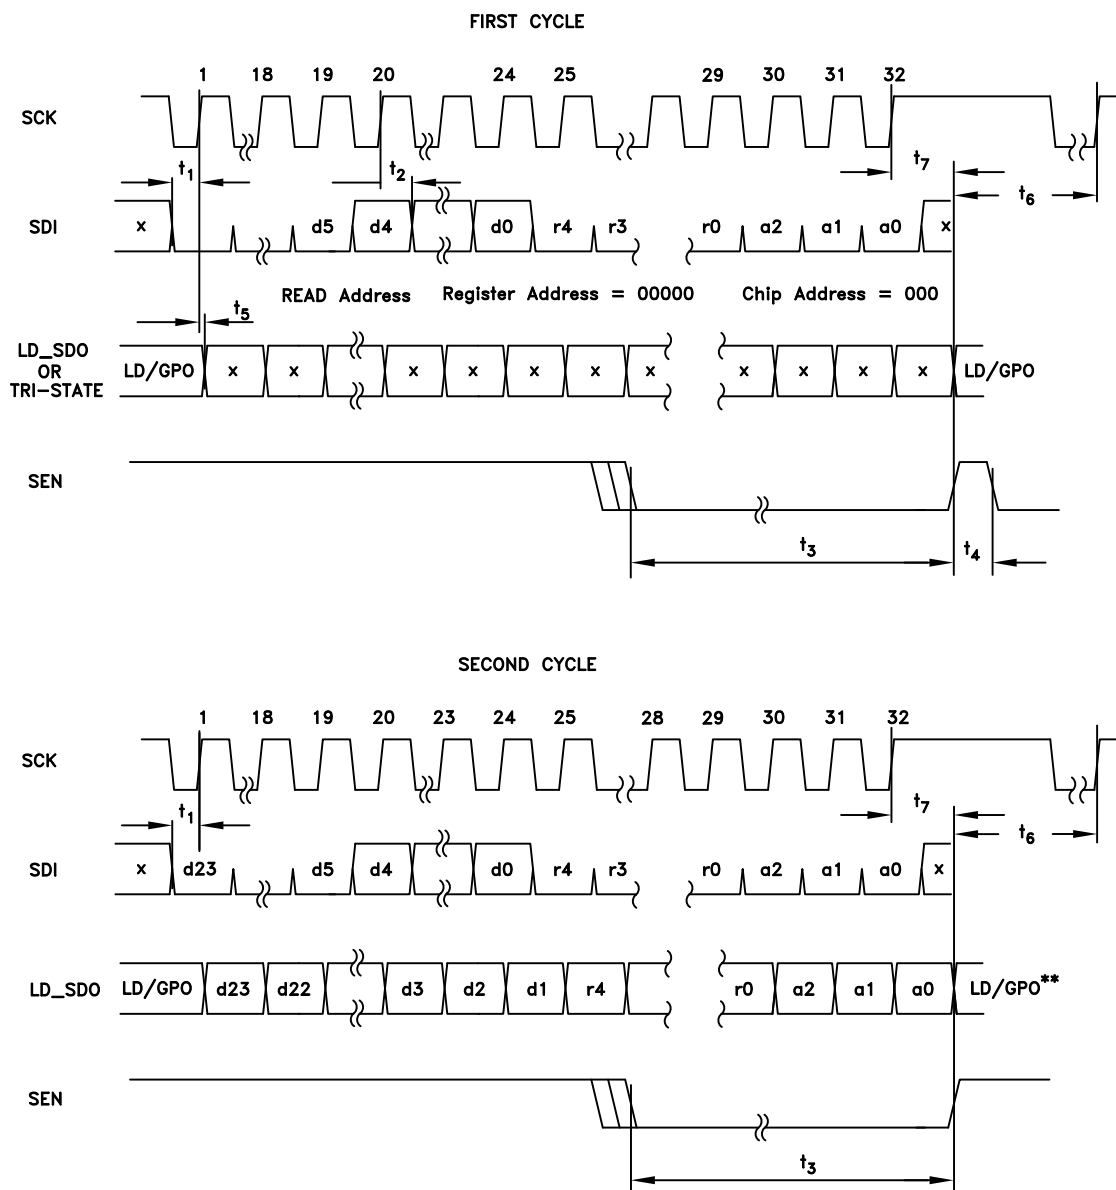 FIRST CYCLE
1 18 19 20 24 25 29 30 31 32
SCK
t1 t2 t7 t6
SDI x d5 d4 d0 r4 r3 r0 a2 a1 a0 x
READ Address Register Address = 00000 Chip Address = 000
t5
LD_SDO
OR
TRI-STATE
LD/GPO x x x x x x x x x x x LD/GPO
SEN
t3 t4
SECOND CYCLE
1 18 19 20 23 24 25 28 29 30 31 32
SCK
t1 t7 t6
SDI x d23 d5 d4 d0 r4 r3 r0 a2 a1 a0 x
LD_SDO LD/GPO d23 d22 d3 d2 d1 r4 r0 a2 a1 a0 LD/GPO**
SEN
t3